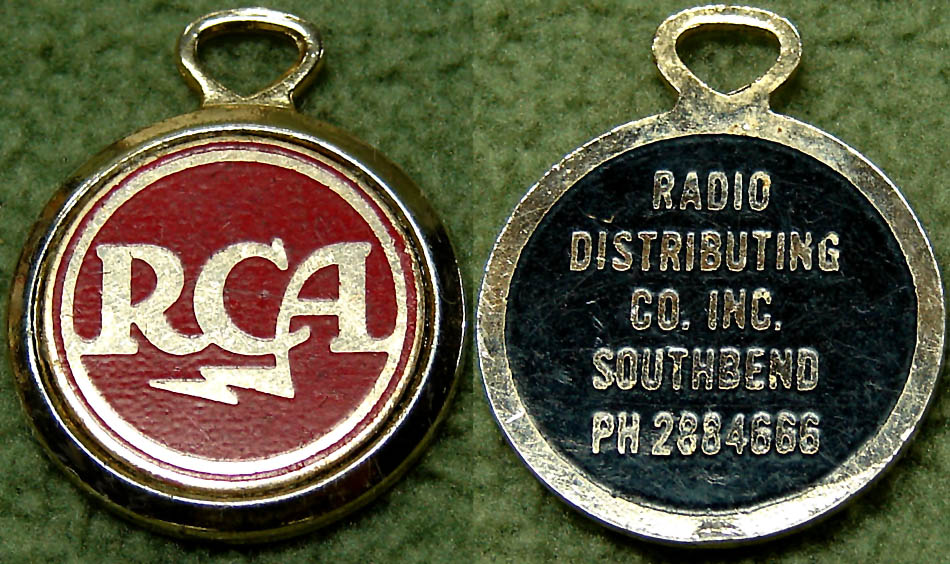 RCA
RADIO
DISTRIBUTING
CO. INC.
SOUTHBEND
PH 2884666